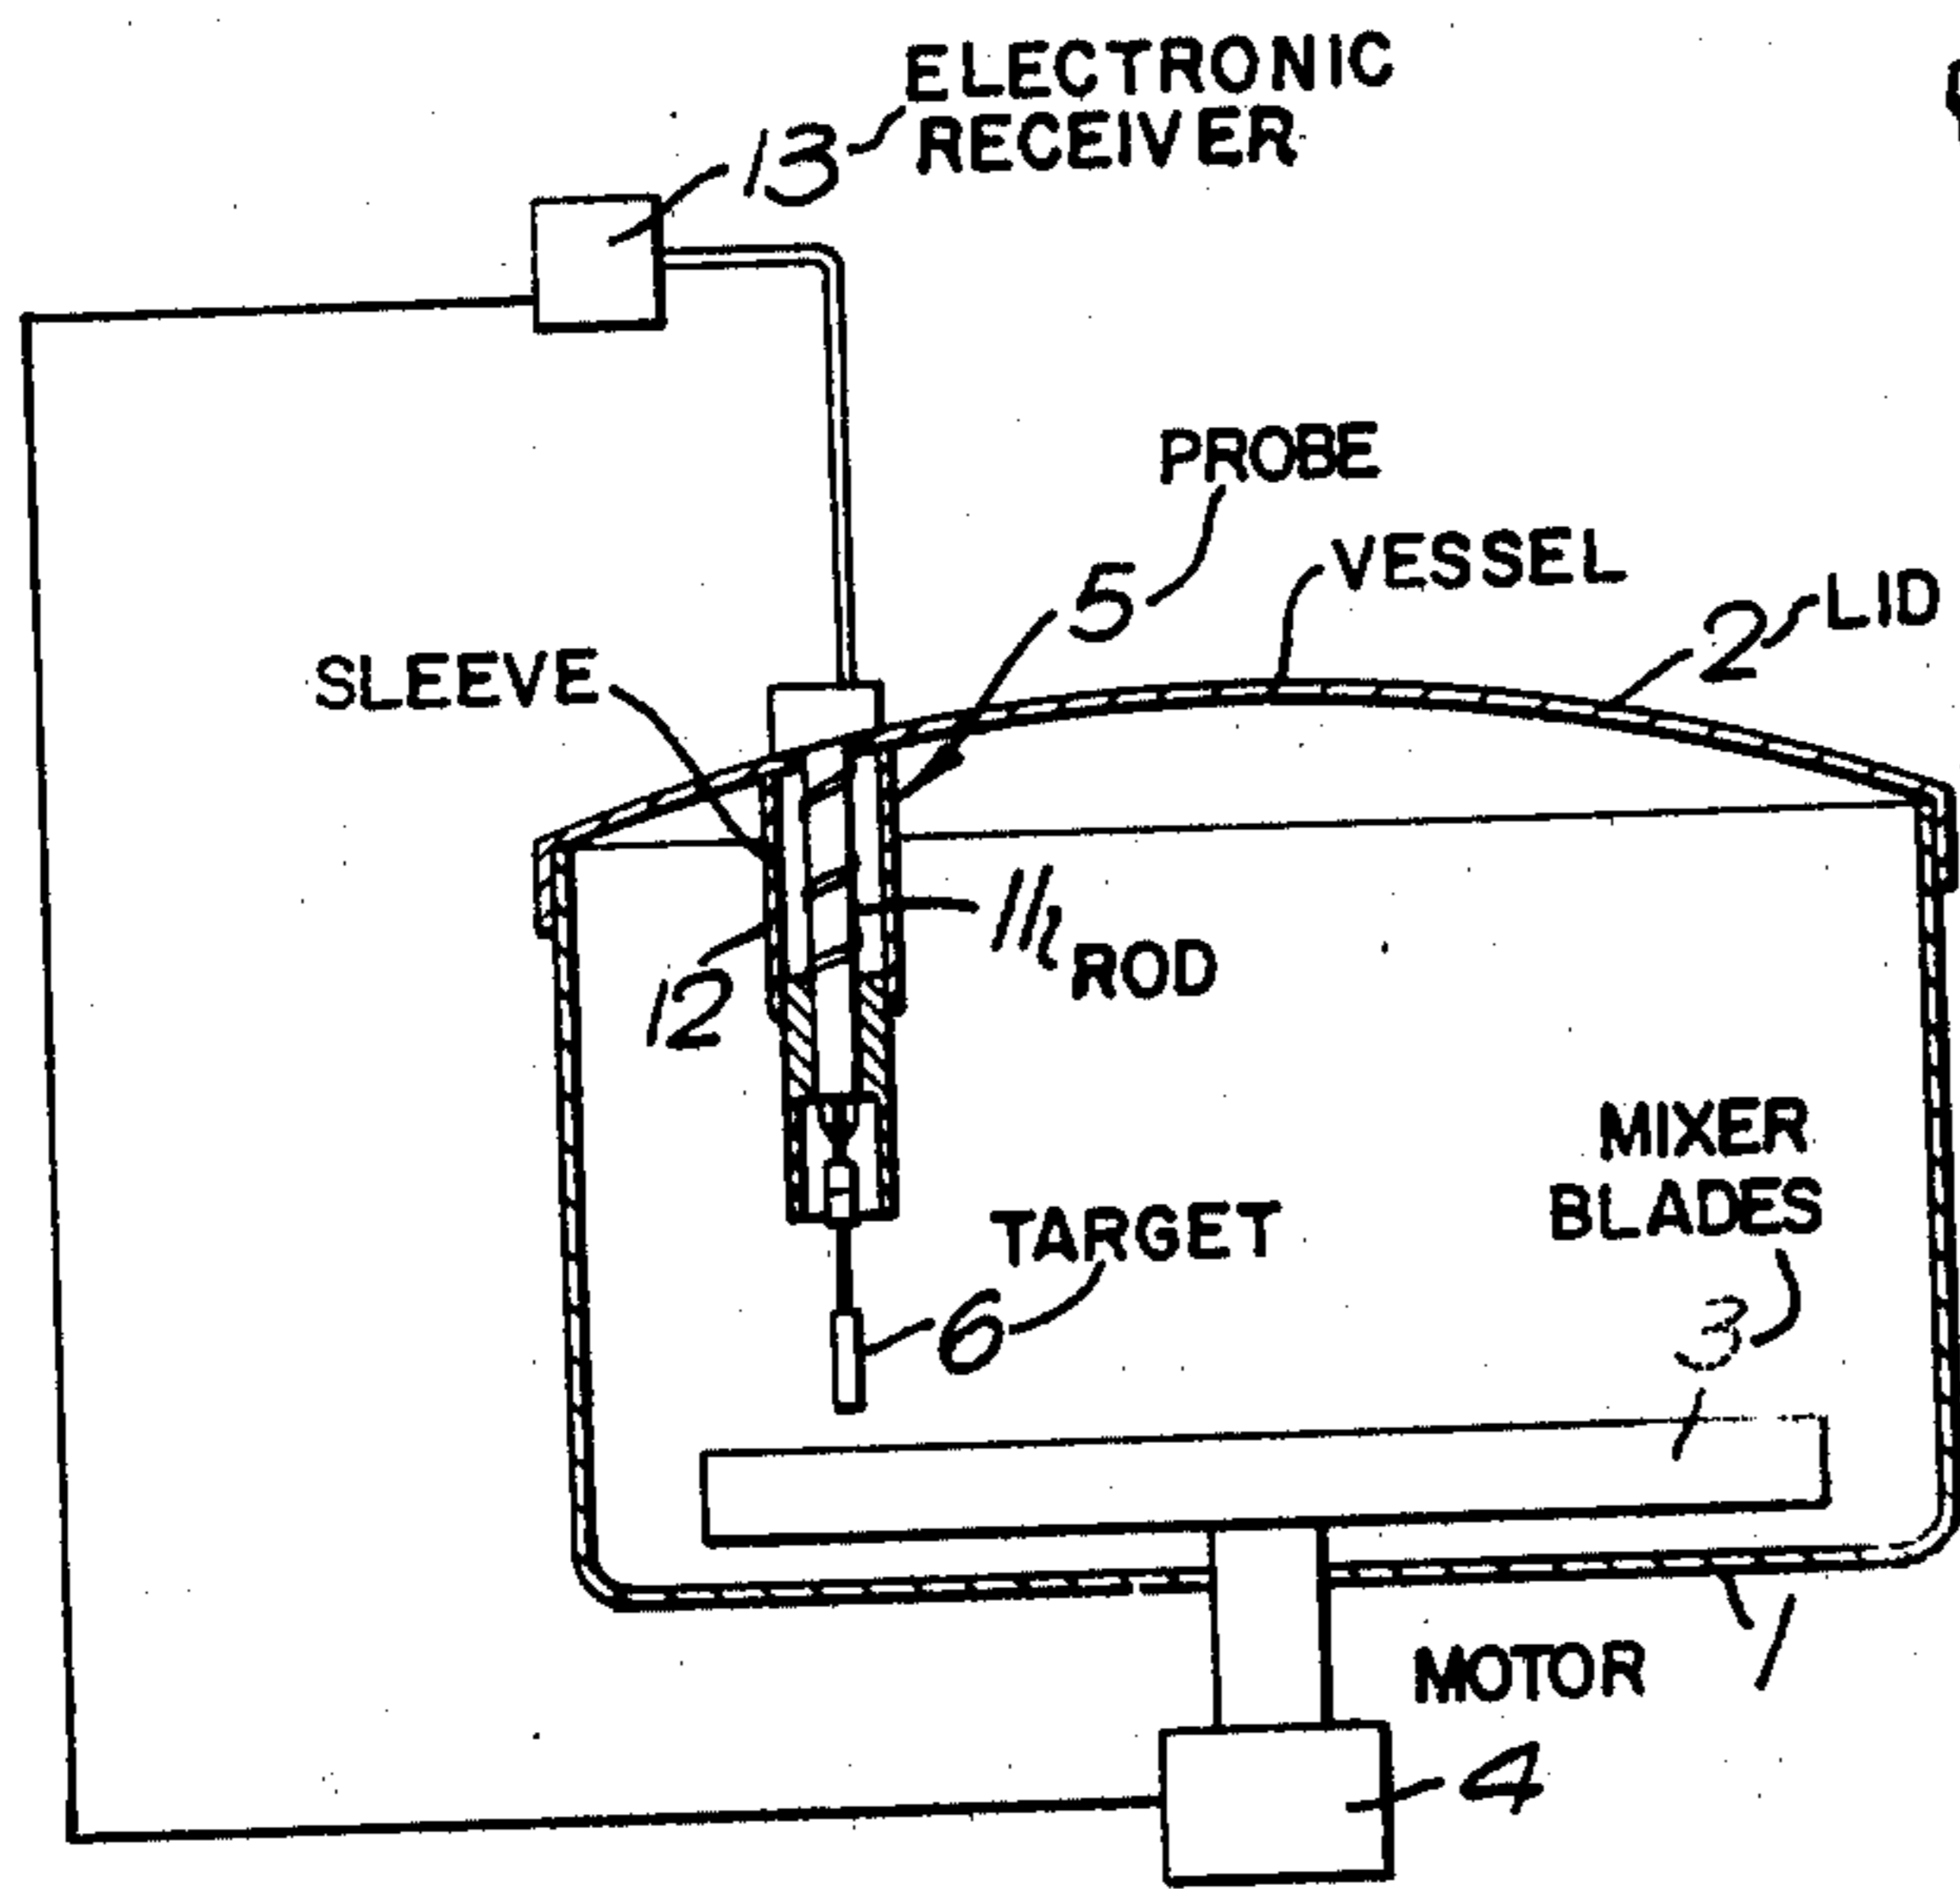 ELECTRONIC
13 RECEIVER
PROBE
VESSEL
5
2 LID
SLEEVE
11
ROD
12
MIXER
BLADES
TARGET
6
3
MOTOR
1
4